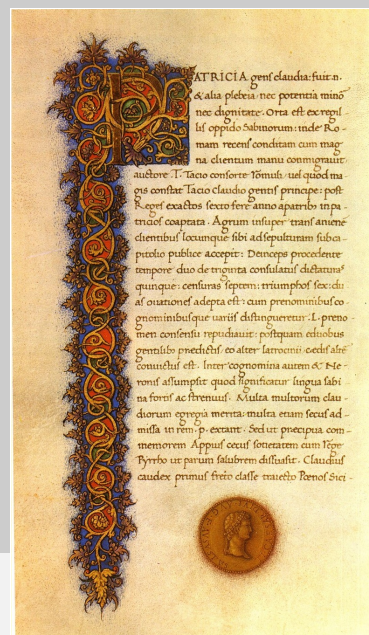 PATRICIA gens claudia: fuit.n.
& alia plebeia: nec potentia minō
nec dignitate. Orta est ex regil-
lis oppido Sabinorum: inde Ro-
mam recens conditam cum mag-
na clientum manu conmigrauit
auctore. T. Tacio consorte Romuli: uel quod ma
gis constat Tacio Claudio gentis principe: post
Reges exactos sexto fere anno a patribus in pa-
tricios coaptata. Agrum insuper trans aniene
clientibus locumque sibi ad sepulturam sub ca-
pitolio publice accepit: Deinceps procedente
tempore duo de triginta consulatus dictaturas
quinque: censuras septem: triumphos sex: du-
as ouationes adepta est: cum prenominibus co-
gnominibusque uariis distingueretur: L. preno-
men consensu repudiauit: postquam e duobus
gentilib⁹ preditis eo alter latrocinii: cedis alter
conuictus est. Inter cognomina autem & Ne-
ronis assumpsit quod significatur lingua sabi-
na fortis ac strenuus. Multa multorum clau-
diorum egregia merita: multa etiam secus ad-
missa in rem .p. extant. Sed ut precipua com-
memorem Appius cecus societatem cum rege
Pyrrho ut parum salubrem dissuasit. Claudius
caudex primus freto classe traiecto Poenos Sici-